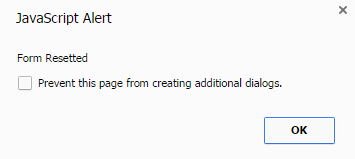 JavaScript Alert
Form Resetted
Prevent this page from creating additional dialogs.
OK